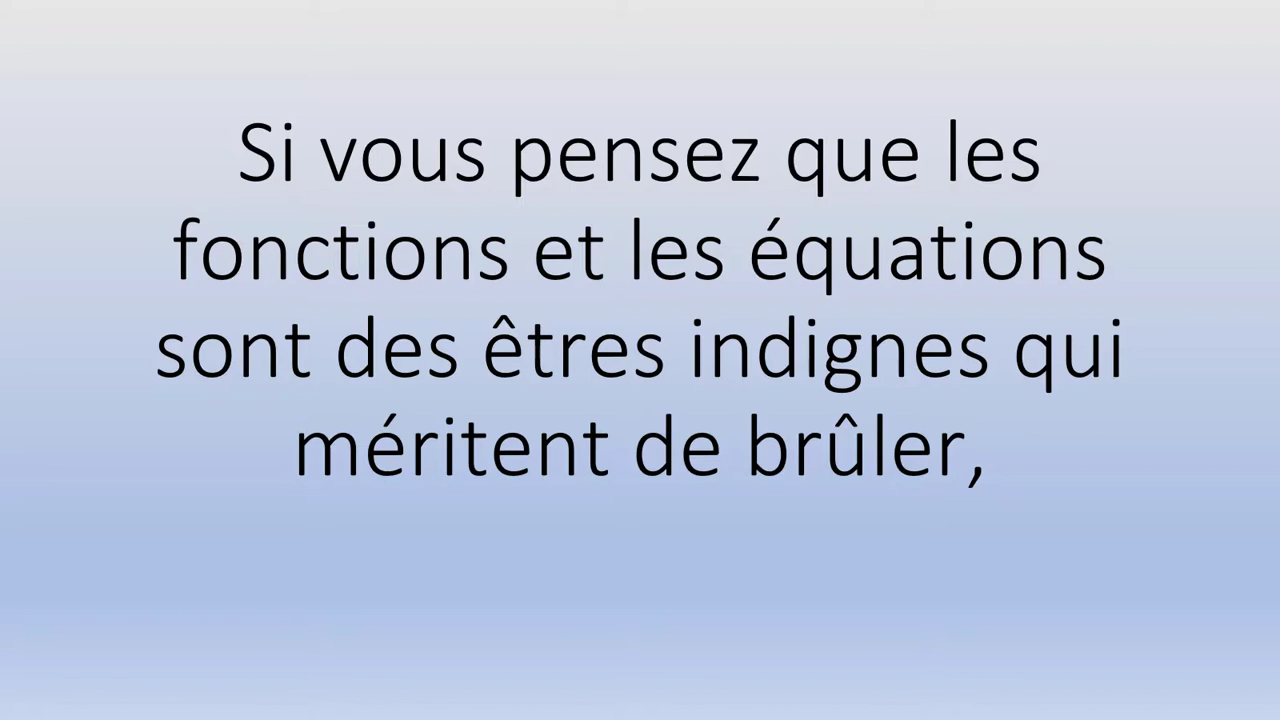 Si vous pensez que les
fonctions et les équations
sont des êtres indignes qui
méritent de brûler,